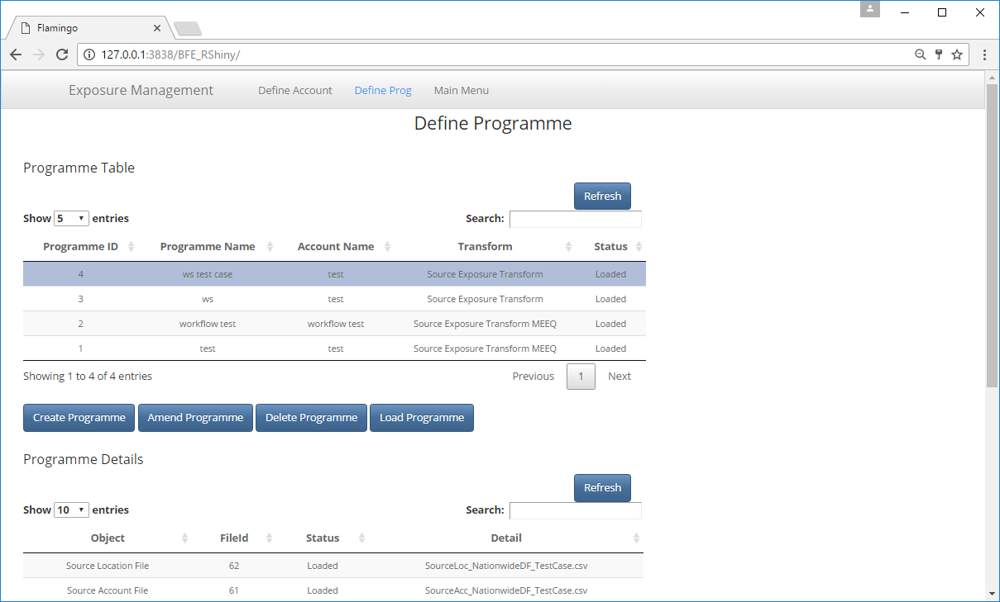 Flamingo
127.0.0.1:3838/BFE_RShiny/
Exposure Management Define Account Define Prog Main Menu
Define Programme
Programme Table
Refresh
Show 5 entries Search:
Programme ID Programme Name Account Name Transform Status
4 ws test case test Source Exposure Transform Loaded
3 ws test Source Exposure Transform Loaded
2 workflow test workflow test Source Exposure Transform MEEQ Loaded
1 test test Source Exposure Transform MEEQ Loaded
Showing 1 to 4 of 4 entries Previous 1 Next
Create Programme Amend Programme Delete Programme Load Programme
Programme Details
Refresh
Show 10 entries Search:
Object FileId Status Detail
Source Location File 62 Loaded SourceLoc_NationwideDF_TestCase.csv
Source Account File 61 Loaded SourceAcc_NationwideDF_TestCase.csv